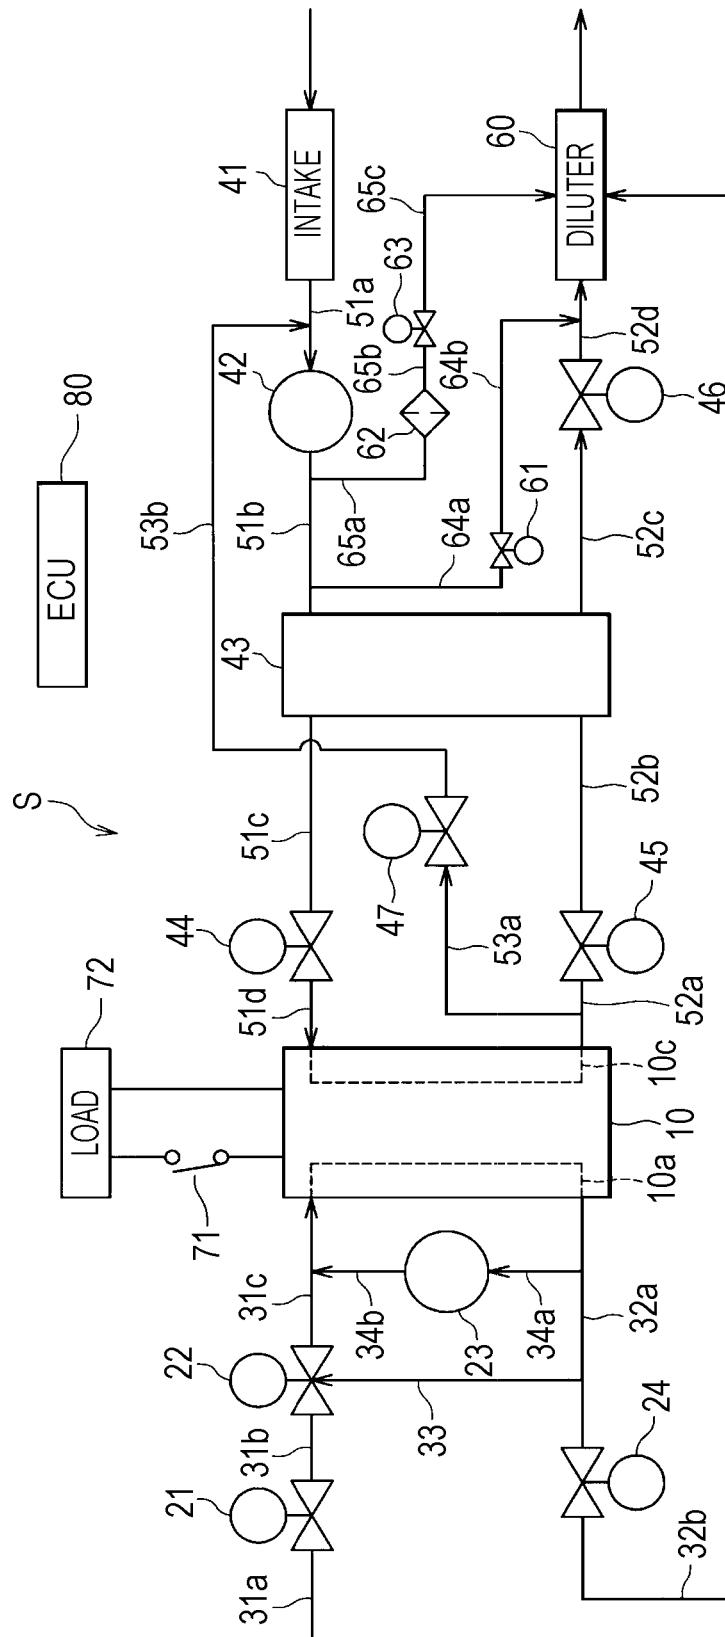 S
ECU
80
LOAD
72
71
INTAKE
41
51a
42
51b
53b
43
51c
44
51d
65a
62
65b
63
65c
64a
61
64b
DILUTER
60
52d
46
52c
52b
45
52a
53a
47
10c
10
10a
31c
22
31b
21
31a
34b
23
34a
33
32a
24
32b